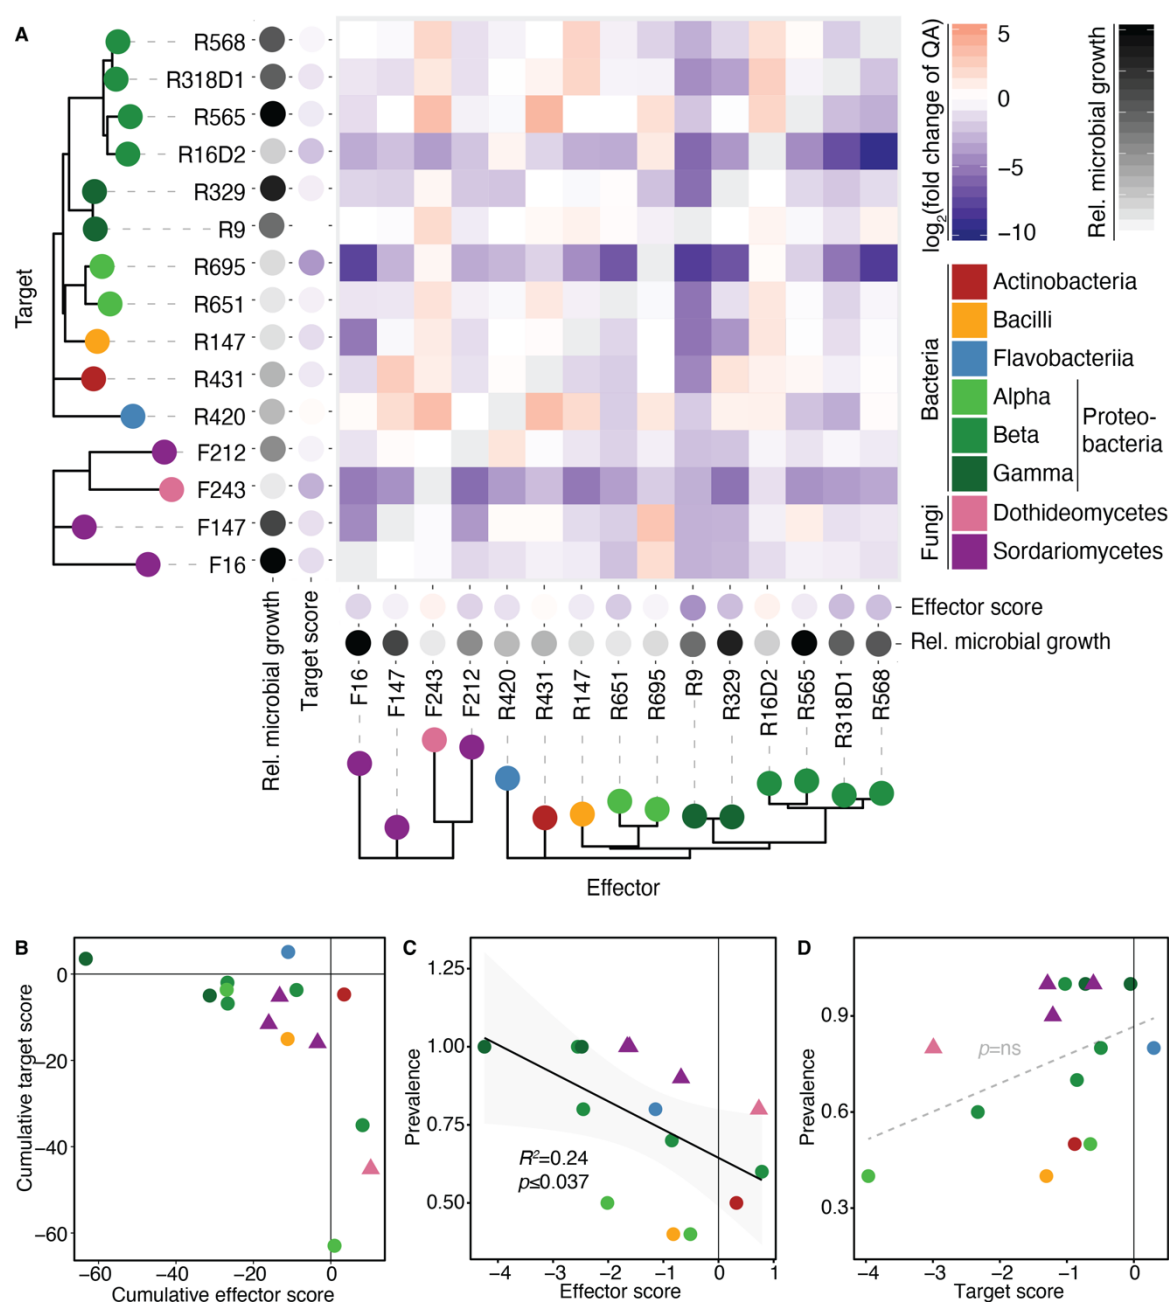 A
Target
R568
R318D1
R565
R16D2
R329
R9
R695
R651
R147
R431
R420
F212
F243
F147
F16
Rel. microbial growth
Target score
log2(fold change of QA)
5
0
−5
−10
Rel. microbial growth
Bacteria
Actinobacteria
Bacilli
Flavobacteriia
Alpha
Beta
Gamma
Proteo-
bacteria
Fungi
Dothideomycetes
Sordariomycetes
Effector score
Rel. microbial growth
F16
F147
F243
F212
R420
R431
R147
R651
R695
R9
R329
R16D2
R565
R318D1
R568
Effector
B
Cumulative target score
0
−20
−40
−60
−60
−40
−20
0
Cumulative effector score
C
Prevalence
1.25
1.00
0.75
0.50
R2=0.24
p≤0.037
−4
−3
−2
−1
0
1
Effector score
D
Prevalence
0.9
0.6
0.3
p=ns
−4
−3
−2
−1
0
Target score